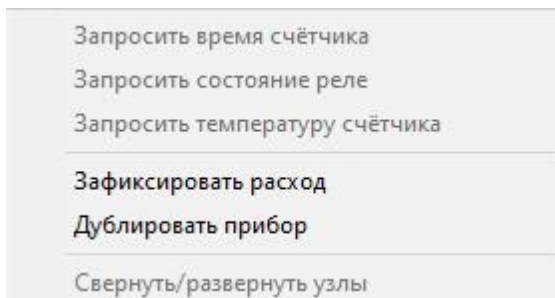 Запросить время счётчика
Запросить состояние реле
Запросить температуру счётчика
Зафиксировать расход
Дублировать прибор
Свернуть/развернуть узлы